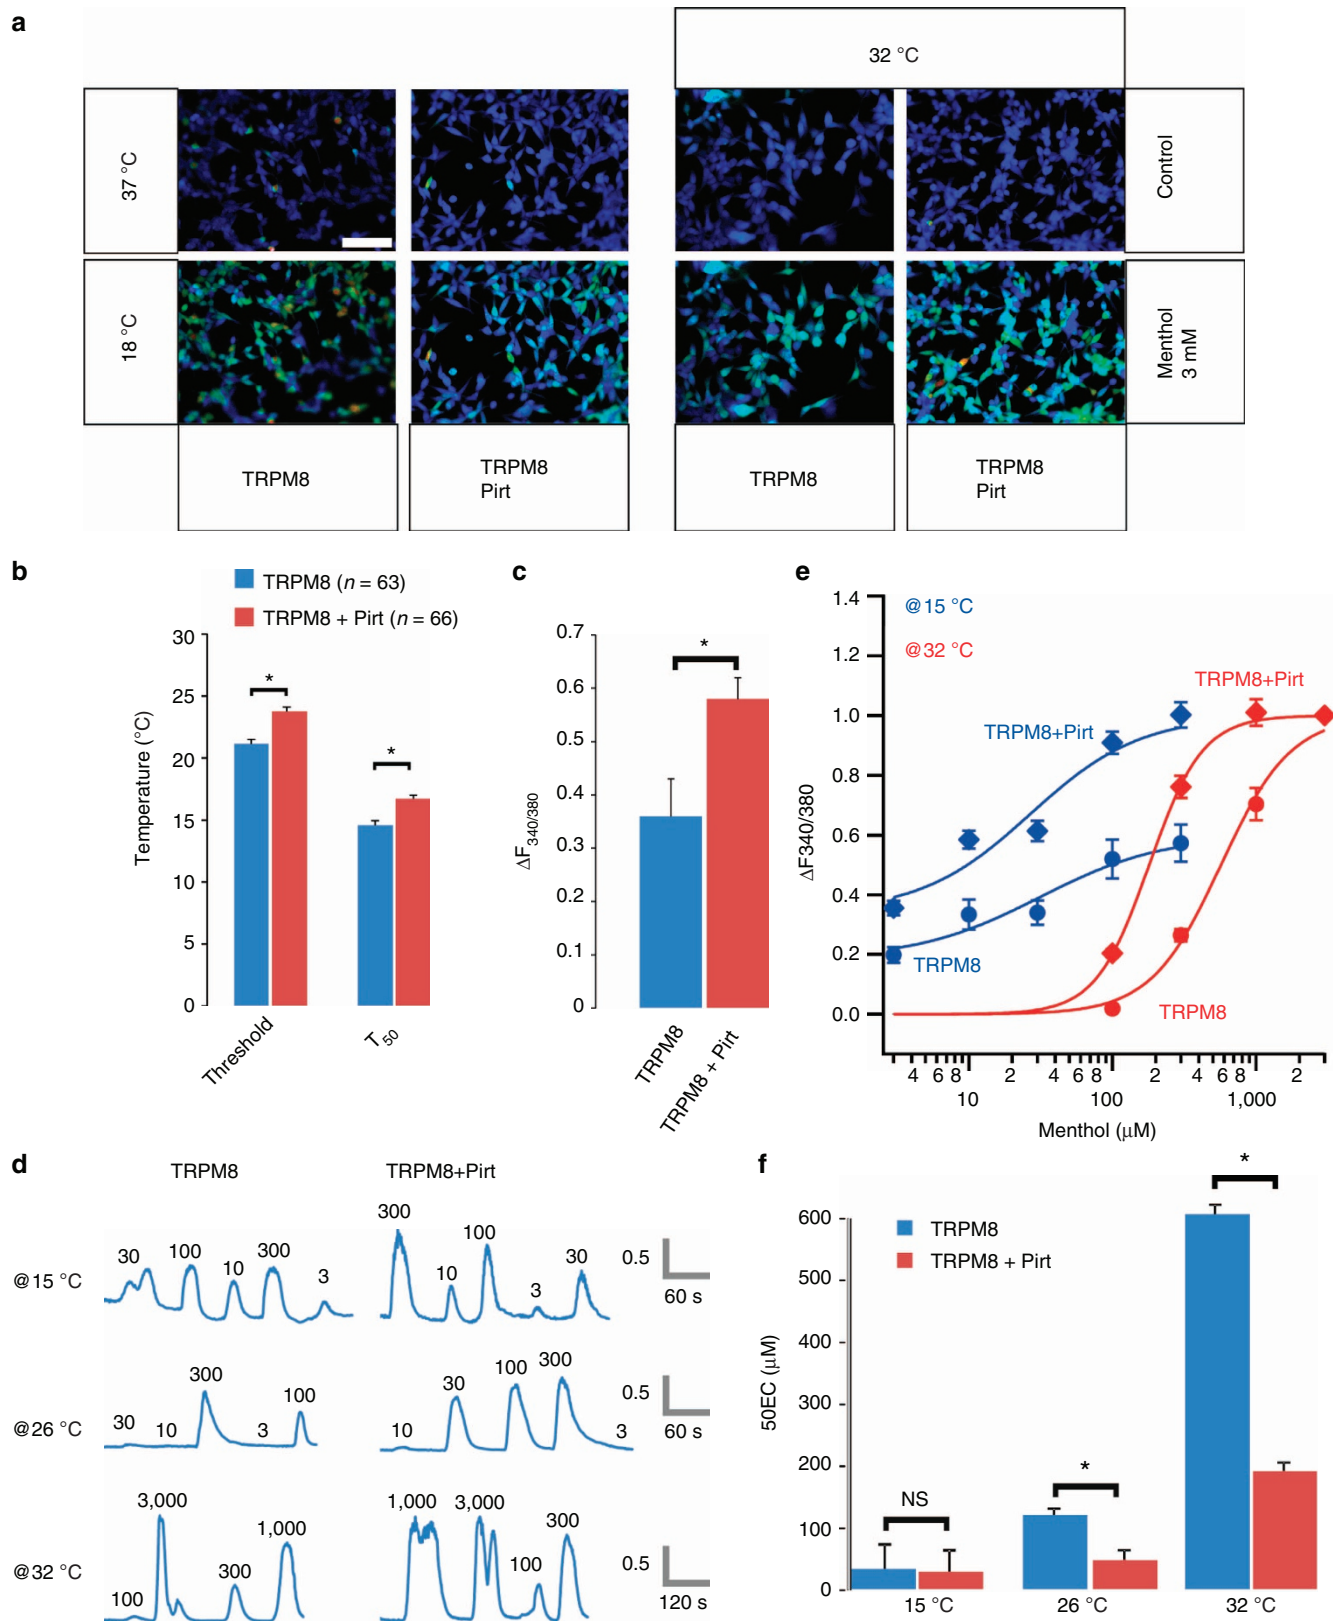 a
32 °C
37 °C
Control
18 °C
Menthol
3 mM
TRPM8
TRPM8
Pirt
TRPM8
TRPM8
Pirt
b
TRPM8 (n = 63)
TRPM8 + Pirt (n = 66)
Temperature (°C)
30
25
20
15
10
5
0
*
*
Threshold
T50
c
ΔF340/380
0.7
0.6
0.5
0.4
0.3
0.2
0.1
0
*
TRPM8
TRPM8 + Pirt
e
@15 °C
@32 °C
ΔF340/380
1.4
1.2
1.0
0.8
0.6
0.4
0.2
0.0
TRPM8+Pirt
TRPM8+Pirt
TRPM8
TRPM8
4 6 8 2 4 6 8 2 4 6 8 2
10 100 1,000
Menthol (µM)
d
TRPM8 TRPM8+Pirt
@15 °C
30 100 10 300 3
300 10 100 3 30
0.5
60 s
@26 °C
30 10 300 3 100
10 30 100 300 3
0.5
60 s
@32 °C
100 3,000 300 1,000
1,000 3,000 100 300
0.5
120 s
f
TRPM8
TRPM8 + Pirt
50EC (µM)
600
500
400
300
200
100
0
NS
*
*
15 °C 26 °C 32 °C